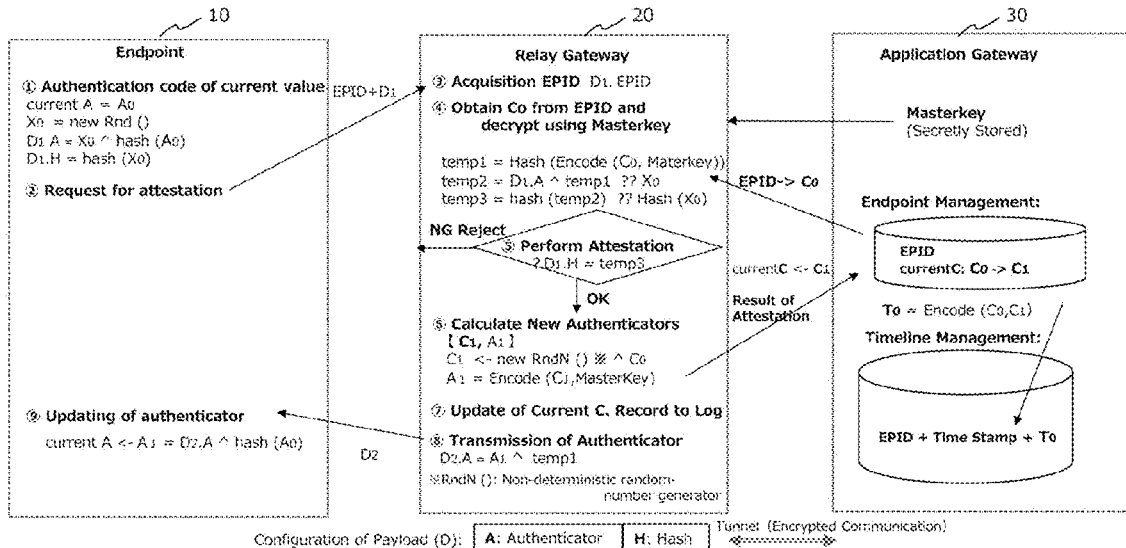 10
20
30
Endpoint
① Authentication code of current value
current A = A0
X0 = new Rnd ()
D1.A = X0 ^ hash (A0)
D1.H = hash (X0)
② Request for attestation
⑨ Updating of authenticator
current A <- A1 = D2.A ^ hash (A0)
EPID+D1
Relay Gateway
③ Acquisition EPID D1. EPID
④ Obtain C0 from EPID and
decrypt using Masterkey
temp1 = Hash (Encode (C0, Materkey))
temp2 = D1.A ^ temp1 ?? X0
temp3 = hash (temp2) ?? Hash (X0)
NG Reject
⑤ Perform Attestation
?.D1.H = temp3
OK
Calculate New Authenticators
【 C1, A1 】
C1 <- new RndN () ※ ^ C0
A1 = Encode (C1,MasterKey)
⑦ Update of Current C. Record to Log
⑧ Transmission of Authenticator
D2.A = A1 ^ temp1
※RndN (): Non-deterministic random-
number generator
D2
EPID-> C0
currentC <- C1
Result of
Attestation
Application Gateway
Masterkey
(Secretly Stored)
Endpoint Management:
EPID
currentC: C0 -> C1
T0 = Encode (C0,C1)
Timeline Management:
EPID + Time Stamp + T0
Configuration of Payload (D): A: Authenticator H: Hash
Tunnel (Encrypted Communication)